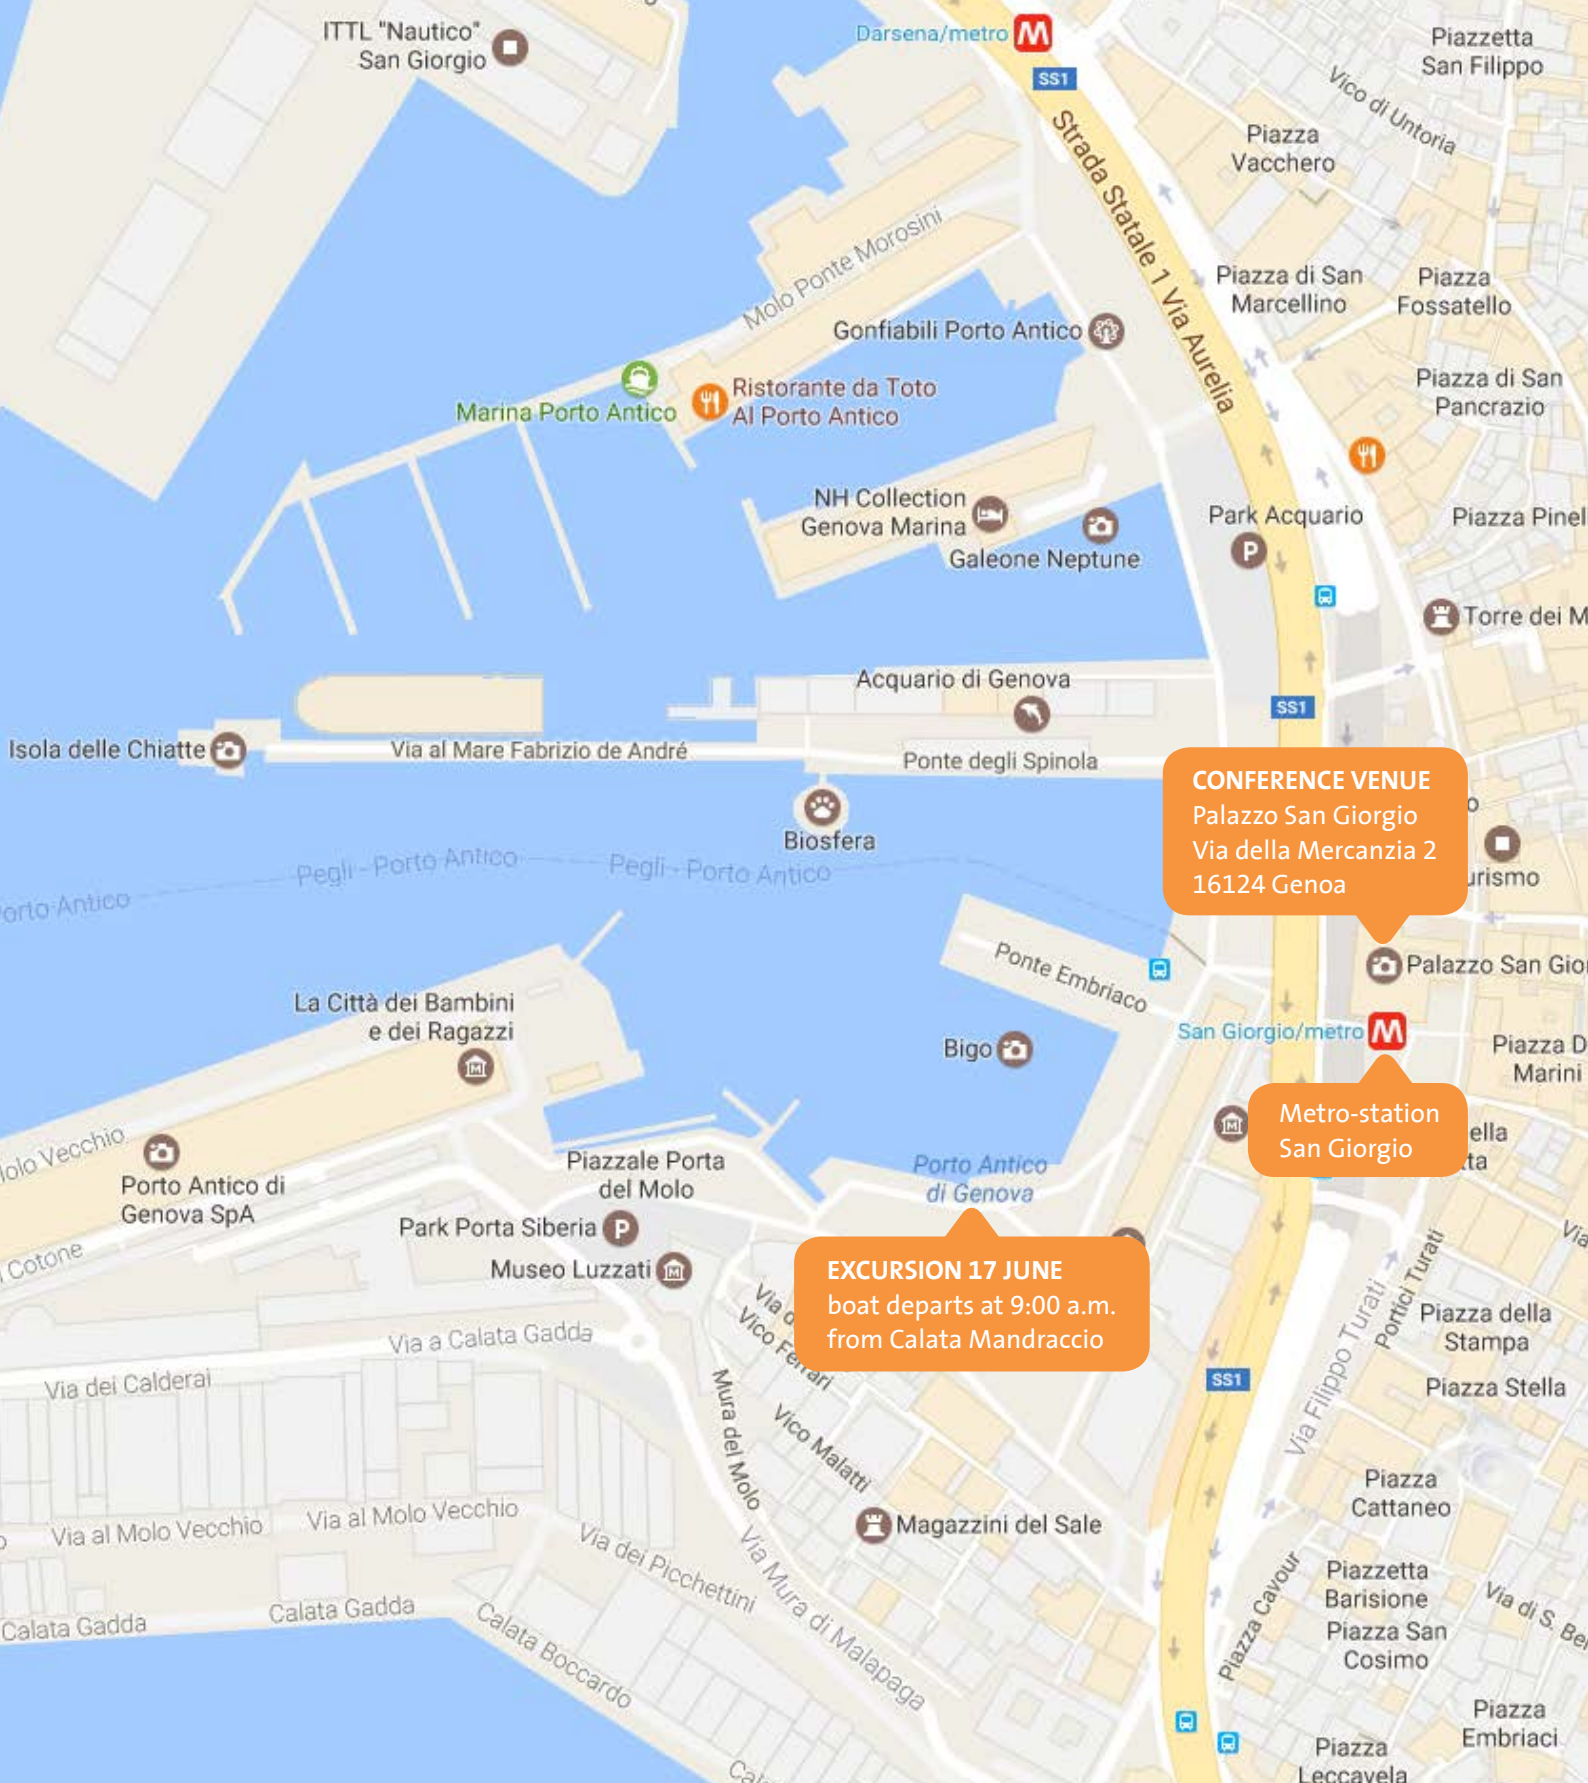 ITTL "Nautico"
San Giorgio
Darsena/metro
SS1
Piazzetta
San Filippo
Vico di Untoria
Piazza
Vacchero
Strada Statale 1 Via Aurelia
Molo Ponte Morosini
Piazza di San
Marcellino
Piazza
Fossatello
Gonfiabili Porto Antico
Marina Porto Antico
Ristorante da Toto
Al Porto Antico
Piazza di San
Pancrazio
NH Collection
Genova Marina
Galeone Neptune
Park Acquario
P
Piazza Pinel
Torre dei M
Acquario di Genova
SS1
Isola delle Chiatte
Via al Mare Fabrizio de André
Ponte degli Spinola
Biosfera
CONFERENCE VENUE
Palazzo San Giorgio
Via della Mercanzia 2
16124 Genoa
urismo
Pegli - Porto Antico
Pegli - Porto Antico
orto Antico
Ponte Embriaco
Palazzo San Gio
La Città dei Bambini
e dei Ragazzi
San Giorgio/metro
Bigo
Piazza D
Marini
Metro-station
San Giorgio
ella
ta
olo Vecchio
Porto Antico di
Genova SpA
Piazzale Porta
del Molo
Porto Antico
di Genova
Park Porta Siberia
P
Museo Luzzati
Cotone
EXCURSION 17 JUNE
boat departs at 9:00 a.m.
from Calata Mandraccio
Via d
Vico Ferrari
Via
Portici Turati
Via Filippo Turati
Piazza della
Stampa
Via a Calata Gadda
Via dei Calderai
SS1
Piazza Stella
Mura del Molo
Vico Malatti
Piazza
Cattaneo
Via al Molo Vecchio
Via al Molo Vecchio
Magazzini del Sale
Via dei Picchettini
Via Mura di Malapaga
Piazza Cavour
Piazzetta
Barisione
Piazza San
Cosimo
Via di S. Ber
Calata Gadda
Calata Gadda
Calata Boccardo
Piazza
Embriaci
Piazza
Leccavela